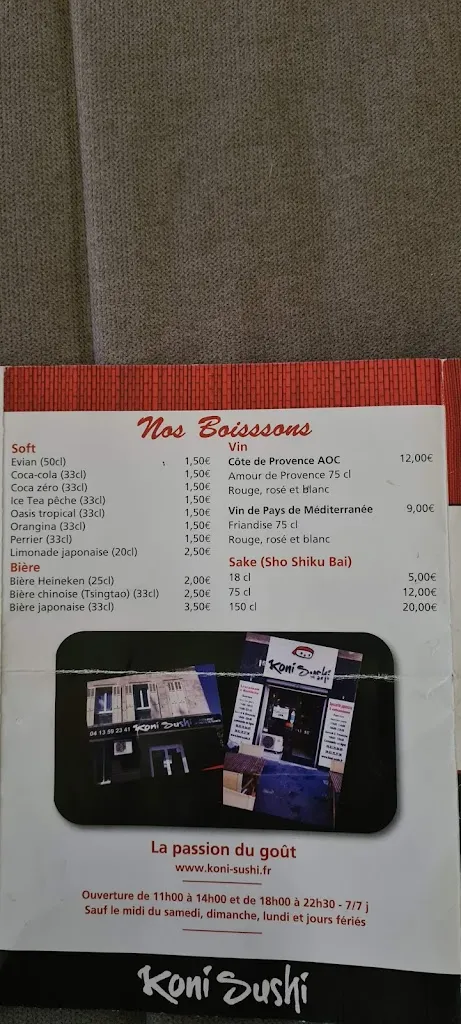 Nos Boisssons
Soft
Evian (50cl) 1,50€
Coca-cola (33cl) 1,50€
Coca zéro (33cl) 1,50€
Ice Tea pêche (33cl) 1,50€
Oasis tropical (33cl) 1,50€
Orangina (33cl) 1,50€
Perrier (33cl) 1,50€
Limonade japonaise (20cl) 2,50€
Bière
Bière Heineken (25cl) 2,00€
Bière chinoise (Tsingtao) (33cl) 2,50€
Bière japonaise (33cl) 3,50€
Vin
Côte de Provence AOC 12,00€
Amour de Provence 75 cl
Rouge, rosé et blanc
Vin de Pays de Méditerranée 9,00€
Friandise 75 cl
Rouge, rosé et blanc
Sake (Sho Shiku Bai)
18 cl 5,00€
75 cl 12,00€
150 cl 20,00€
04 13 59 23 41 Koni Sushi
Koni Sushi
La passion du goût
www.koni-sushi.fr
Ouverture de 11h00 à 14h00 et de 18h00 à 22h30 - 7/7 j
Sauf le midi du samedi, dimanche, lundi et jours fériés
Koni Sushi